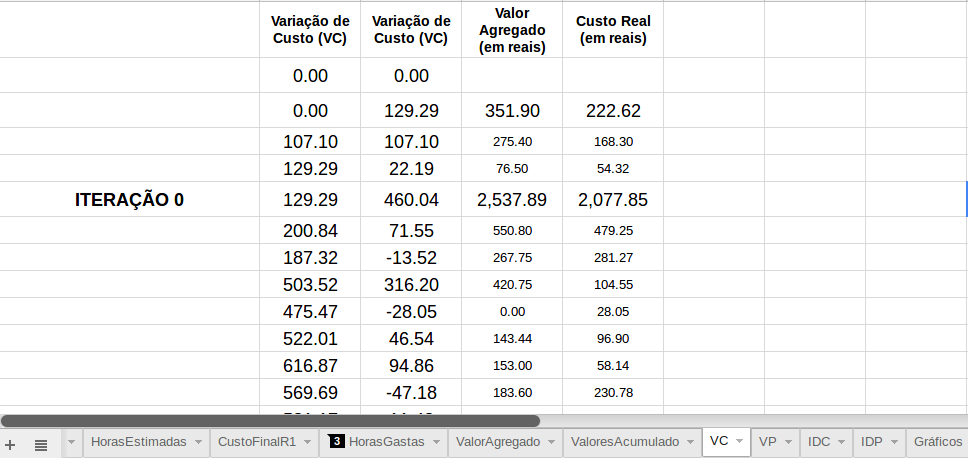 Variação de Custo (VC) Variação de Custo (VC) Valor Agregado (em reais) Custo Real (em reais)
0.00 0.00
0.00 129.29 351.90 222.62
107.10 107.10 275.40 168.30
129.29 22.19 76.50 54.32
ITERAÇÃO 0 129.29 460.04 2,537.89 2,077.85
200.84 71.55 550.80 479.25
187.32 -13.52 267.75 281.27
503.52 316.20 420.75 104.55
475.47 -28.05 0.00 28.05
522.01 46.54 143.44 96.90
616.87 94.86 153.00 58.14
569.69 -47.18 183.60 230.78
HorasEstimadas CustoFinalR1 3 HorasGastas ValorAgregado ValoresAcumulado VC VP IDC IDP Gráficos